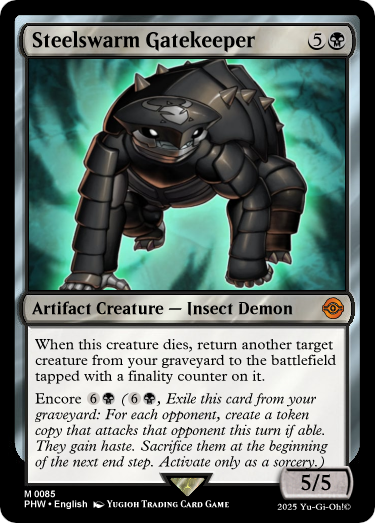 Steelswarm Gatekeeper 5
Artifact Creature — Insect Demon
When this creature dies, return another target
creature from your graveyard to the battlefield
tapped with a finality counter on it.
Encore 6 ( 6 , Exile this card from your
graveyard: For each opponent, create a token
copy that attacks that opponent this turn if able.
They gain haste. Sacrifice them at the beginning
of the next end step. Activate only as a sorcery.)
5/5
M 0085
PHW • English Yugioh Trading Card Game
2025 Yu-Gi-Oh!©